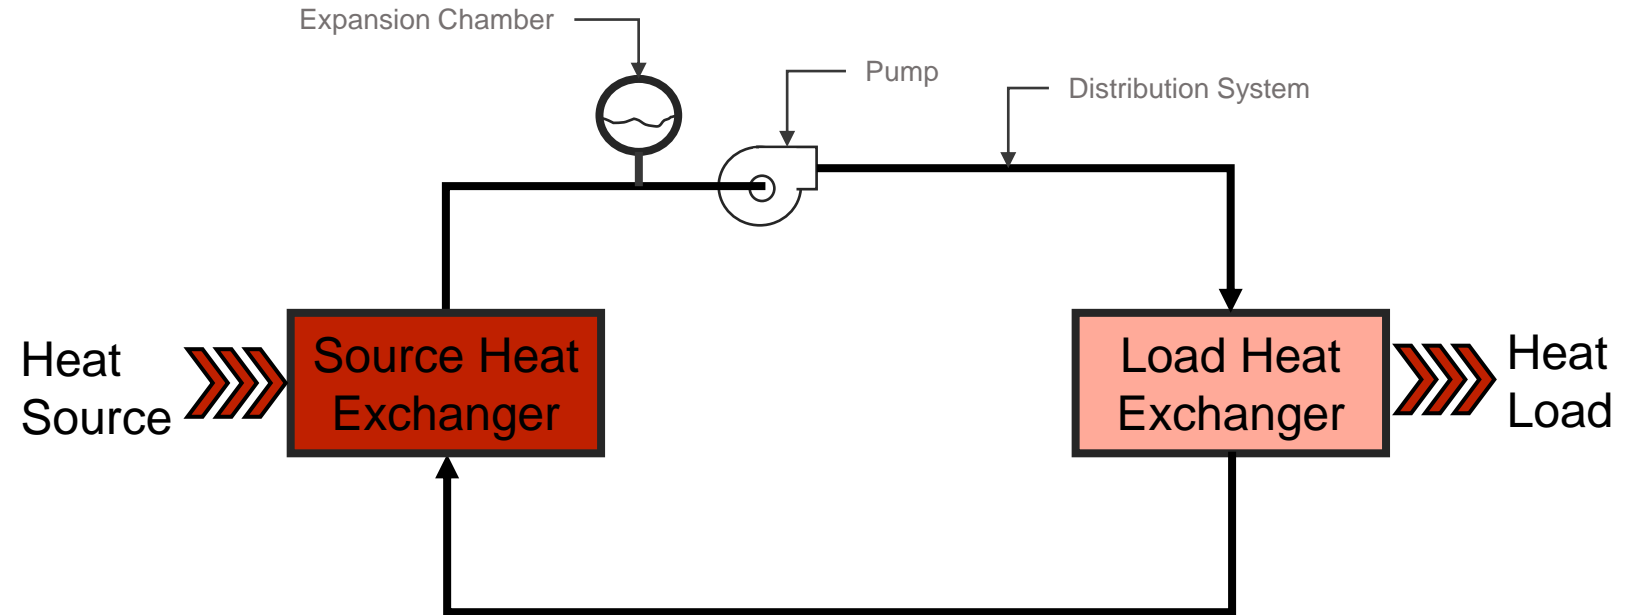 Expansion Chamber
Pump
Distribution System
Heat
Source
Source Heat
Exchanger
Load Heat
Exchanger
Heat
Load